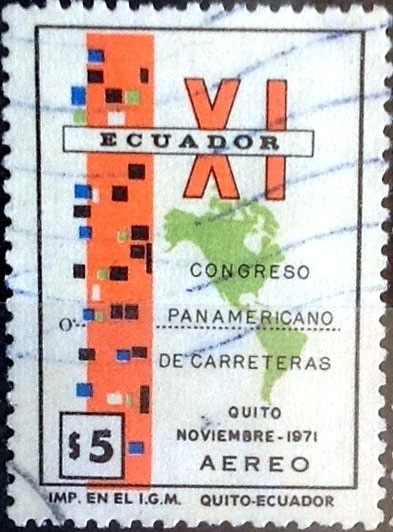 XI
ECUADOR
CONGRESO
O°
PANAMERICANO
DE CARRETERAS
QUITO
NOVIEMBRE-1971
$5
AEREO
IMP. EN EL I.G.M. QUITO-ECUADOR